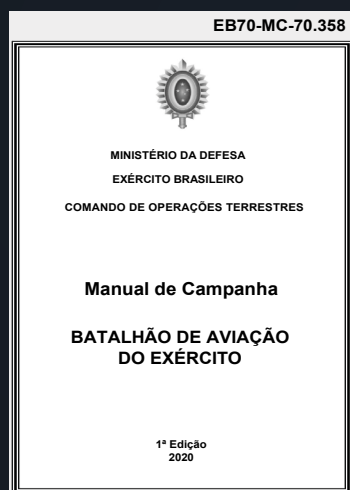 EB70-MC-70.358
MINISTÉRIO DA DEFESA
EXÉRCITO BRASILEIRO
COMANDO DE OPERAÇÕES TERRESTRES
Manual de Campanha
BATALHÃO DE AVIAÇÃO
DO EXÉRCITO
1ª Edição
2020